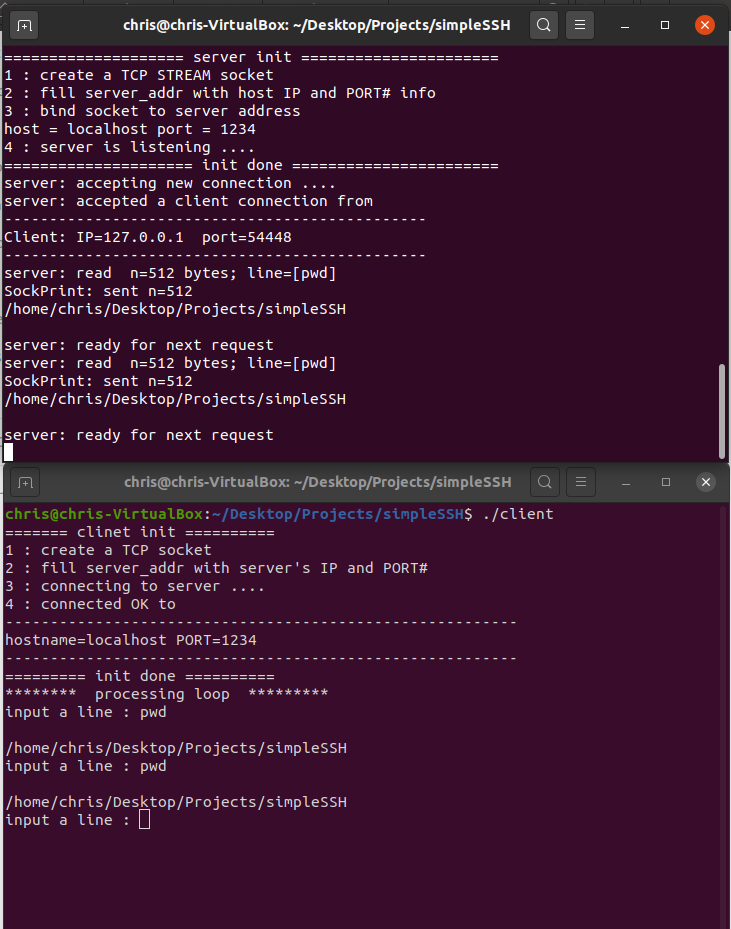 chris@chris-VirtualBox: ~/Desktop/Projects/simpleSSH
==================== server init ======================
1 : create a TCP STREAM socket
2 : fill server_addr with host IP and PORT# info
3 : bind socket to server address
host = localhost port = 1234
4 : server is listening ....
===================== init done =======================
server: accepting new connection ....
server: accepted a client connection from
-----------------------------------------------
Client: IP=127.0.0.1  port=54448
-----------------------------------------------
server: read  n=512 bytes; line=[pwd]
SockPrint: sent n=512
/home/chris/Desktop/Projects/simpleSSH
server: ready for next request
server: read  n=512 bytes; line=[pwd]
SockPrint: sent n=512
/home/chris/Desktop/Projects/simpleSSH
server: ready for next request
chris@chris-VirtualBox: ~/Desktop/Projects/simpleSSH
chris@chris-VirtualBox:~/Desktop/Projects/simpleSSH$ ./client
======= clinet init ==========
1 : create a TCP socket
2 : fill server_addr with server's IP and PORT#
3 : connecting to server ....
4 : connected OK to
---------------------------------------------------------
hostname=localhost PORT=1234
---------------------------------------------------------
========= init done ==========
********  processing loop  *********
input a line : pwd
/home/chris/Desktop/Projects/simpleSSH
input a line : pwd
/home/chris/Desktop/Projects/simpleSSH
input a line :